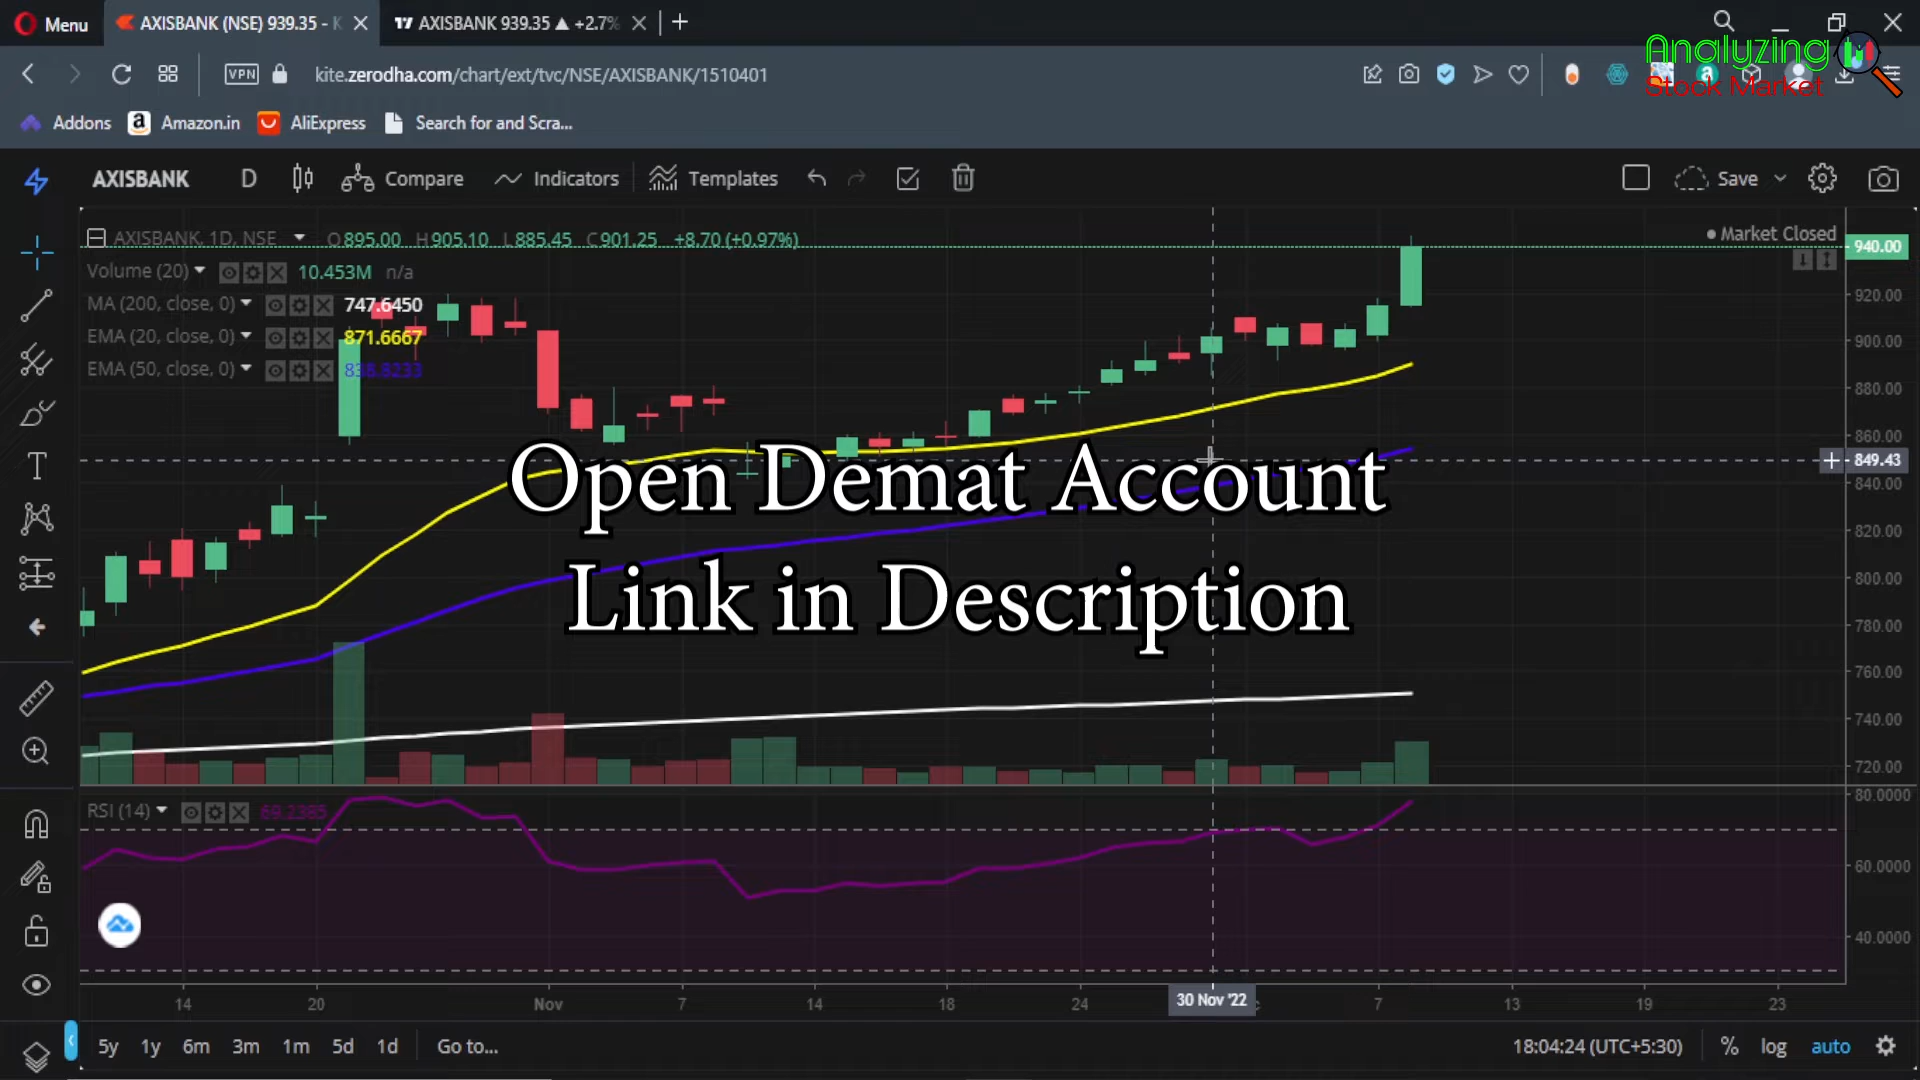 Menu
AXISBANK (NSE) 939.35 - K
AXISBANK 939.35 ▲ +2.7%
Analyzing
Stock Market
VPN
kite.zerodha.com/chart/ext/tvc/NSE/AXISBANK/1510401
Addons
Amazon.in
AliExpress
Search for and Scra...
AXISBANK
D
Compare
Indicators
Templates
Save
AXISBANK, 1D, NSE
O895.00 H905.10 L885.45 C901.25 +8.70 (+0.97%)
Market Closed
940.00
Volume (20)
10.453M n/a
MA (200, close, 0)
747.6450
EMA (20, close, 0)
871.6667
EMA (50, close, 0)
838.8233
920.00
900.00
880.00
860.00
849.43
840.00
820.00
800.00
780.00
760.00
740.00
720.00
Open Demat Account
Link in Description
RSI (14)
69.2385
80.0000
60.0000
40.0000
14
20
Nov
7
14
18
24
30 Nov '22
7
13
19
23
5y 1y 6m 3m 1m 5d 1d Go to...
18:04:24 (UTC+5:30)
% log auto